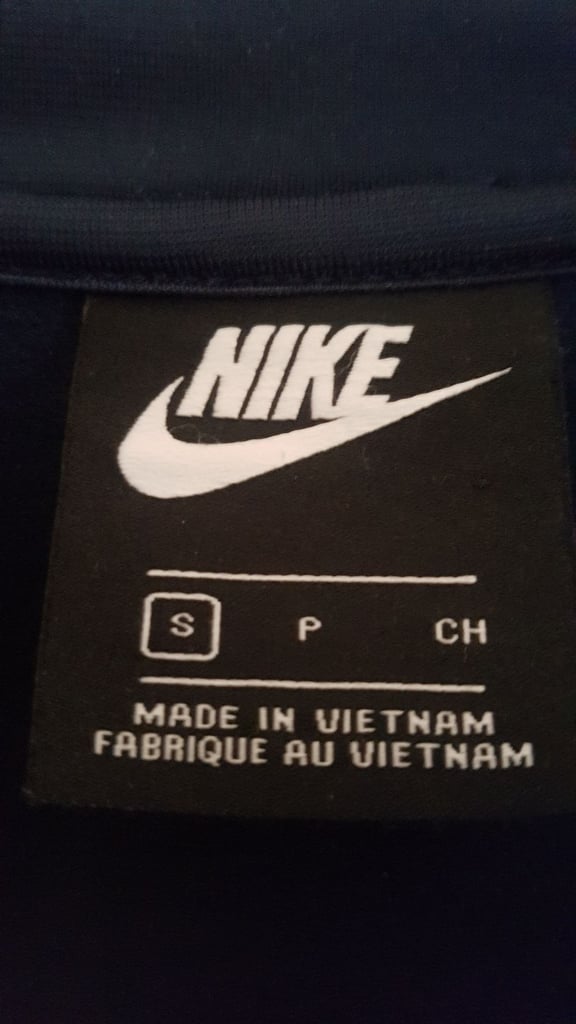 NIKE
S P CH
MADE IN VIETNAM
FABRIQUE AU VIETNAM